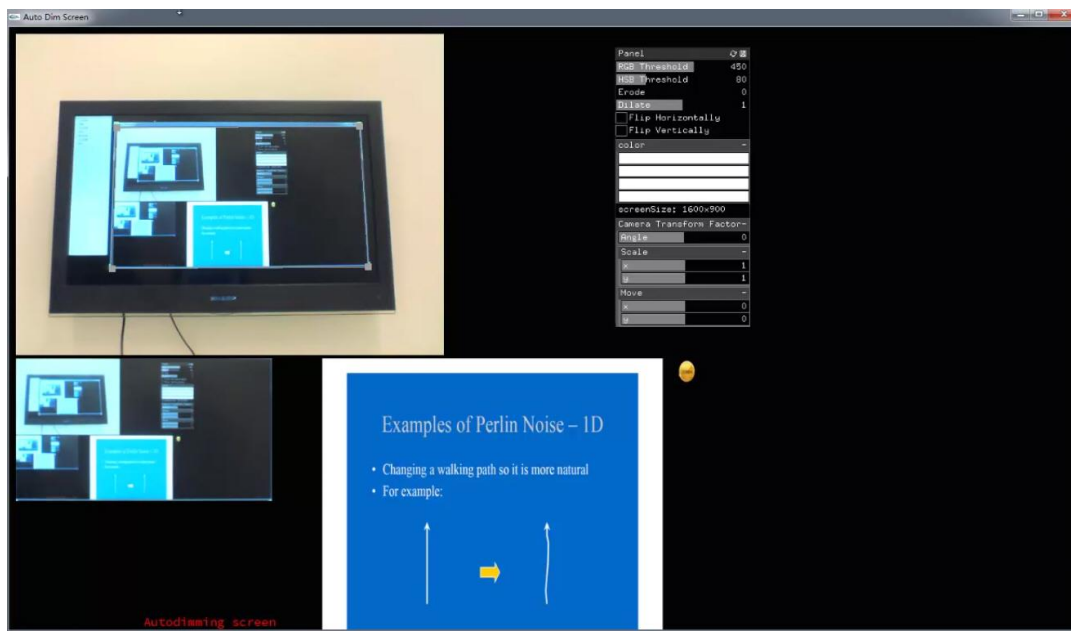 Auto Dim Screen
Panel
RGB Threshold 450
HSB Threshold 80
Erode 0
Dilate 1
Flip Horizontally
Flip Vertically
color -
screenSize: 1600x900
Camera Transform Factor-
Angle 0
Scale -
x 1
y 1
Move -
x 0
y 0
Examples of Perlin Noise – 1D
• Changing a walking path so it is more natural
• For example:
Autodimming screen